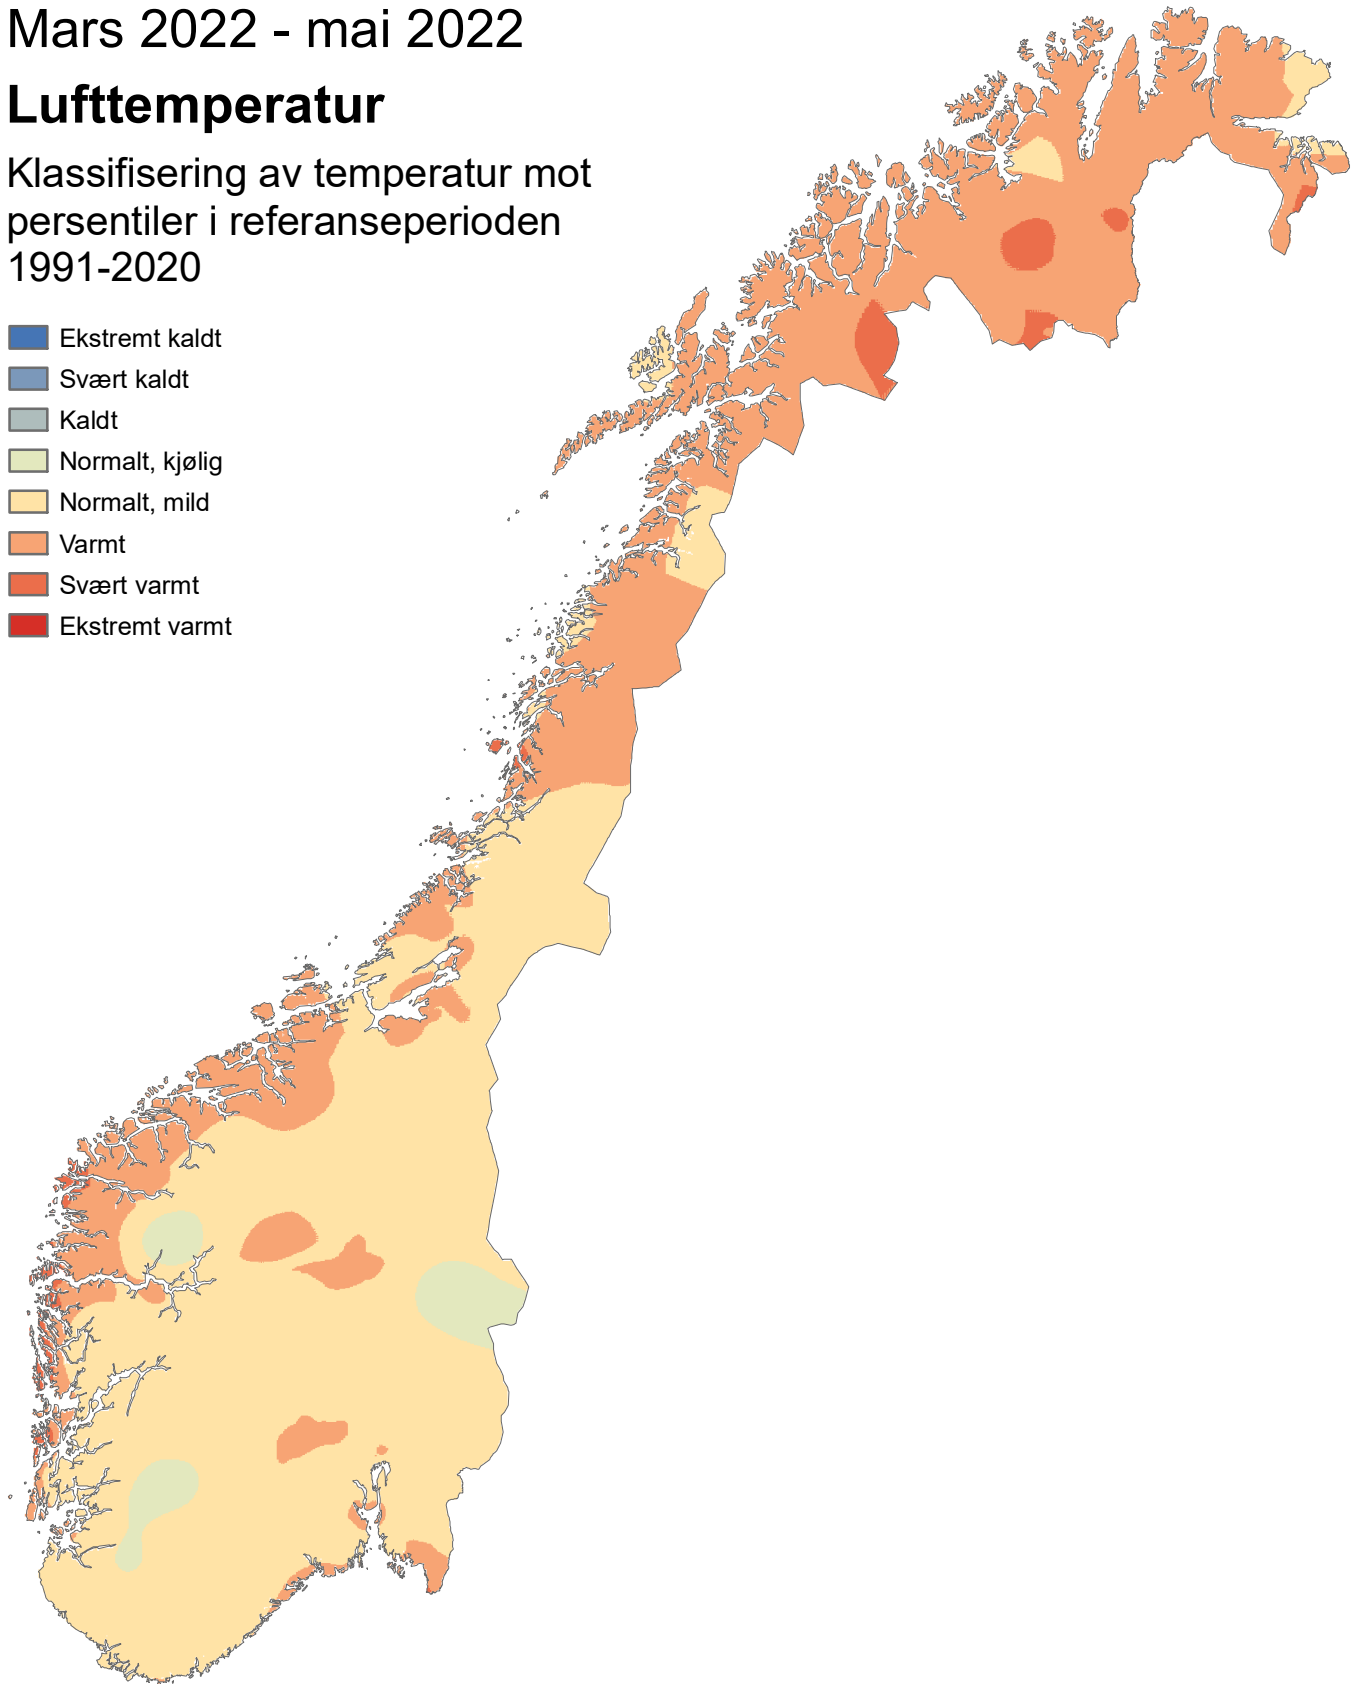 Mars 2022 - mai 2022
Lufttemperatur
Klassifisering av temperatur mot
persentiler i referanseperioden
1991-2020
Ekstremt kaldt
Svært kaldt
Kaldt
Normalt, kjølig
Normalt, mild
Varmt
Svært varmt
Ekstremt varmt